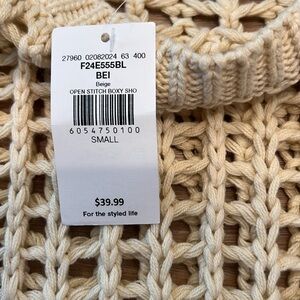 27960 02082024 63 400
F24E555BL
BEI
Beige
OPEN STITCH BOXY SHO
6054750100
SMALL
$39.99
For the styled life